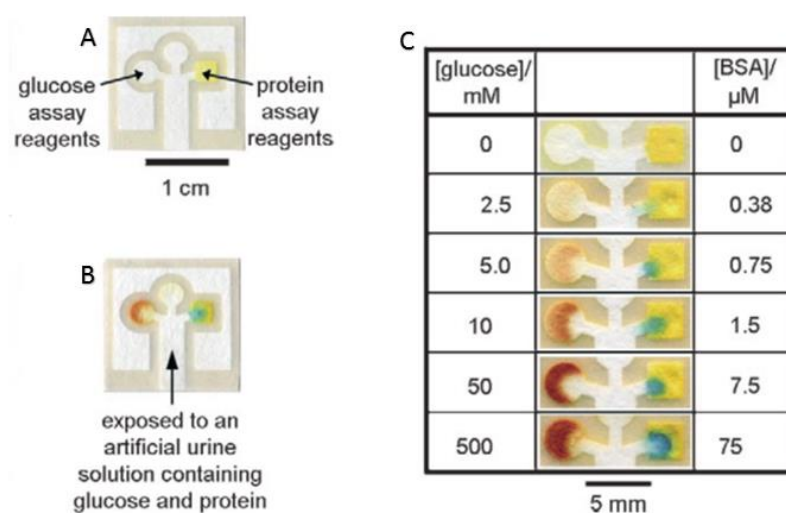 A
glucose
assay
reagents
protein
assay
reagents
1 cm
B
exposed to an
artificial urine
solution containing
glucose and protein
C
[glucose]/
mM
[BSA]/
µM
0
0
2.5
0.38
5.0
0.75
10
1.5
50
7.5
500
75
5 mm